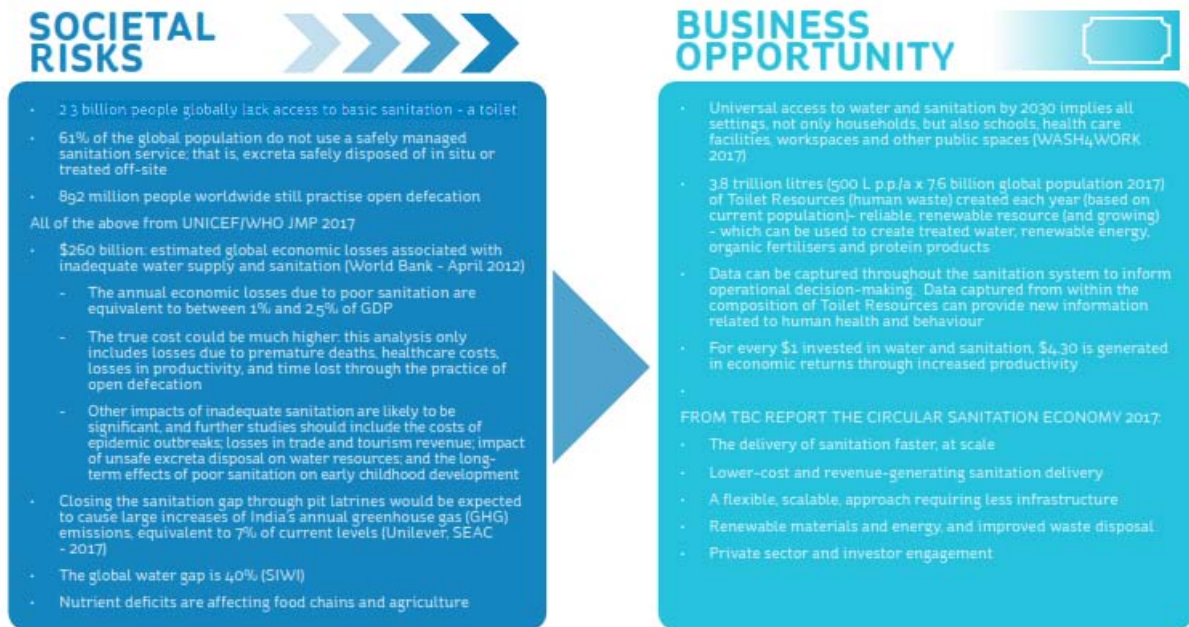 SOCIETAL
RISKS
• 2.3 billion people globally lack access to basic sanitation - a toilet
• 61% of the global population do not use a safely managed
sanitation service; that is, excreta safely disposed of in situ or
treated off-site
• 892 million people worldwide still practise open defecation
All of the above from UNICEF/WHO JMP 2017
• $260 billion: estimated global economic losses associated with
inadequate water supply and sanitation (World Bank - April 2012)
- The annual economic losses due to poor sanitation are
equivalent to between 1% and 2.5% of GDP
- The true cost could be much higher: this analysis only
includes losses due to premature deaths, healthcare costs,
losses in productivity, and time lost through the practice of
open defecation
- Other impacts of inadequate sanitation are likely to be
significant, and further studies should include the costs of
epidemic outbreaks; losses in trade and tourism revenue; impact
of unsafe excreta disposal on water resources; and the long-
term effects of poor sanitation on early childhood development
• Closing the sanitation gap through pit latrines would be expected
to cause large increases of India's annual greenhouse gas (GHG)
emissions, equivalent to 7% of current levels (Unilever, SEAC
- 2017)
• The global water gap is 40% (SIWI)
• Nutrient deficits are affecting food chains and agriculture
BUSINESS
OPPORTUNITY
• Universal access to water and sanitation by 2030 implies all
settings, not only households, but also schools, health care
facilities, workspaces and other public spaces (WASH4WORK
2017)
• 3.8 trillion litres (500 L p.p./a x 7.6 billion global population 2017)
of Toilet Resources (human waste) created each year (based on
current population)- reliable, renewable resource (and growing)
- which can be used to create treated water, renewable energy,
organic fertilisers and protein products
• Data can be captured throughout the sanitation system to inform
operational decision-making. Data captured from within the
composition of Toilet Resources can provide new information
related to human health and behaviour
• For every $1 invested in water and sanitation, $4.30 is generated
in economic returns through increased productivity
•
FROM TBC REPORT THE CIRCULAR SANITATION ECONOMY 2017:
• The delivery of sanitation faster, at scale
• Lower-cost and revenue-generating sanitation delivery
• A flexible, scalable, approach requiring less infrastructure
• Renewable materials and energy, and improved waste disposal
• Private sector and investor engagement